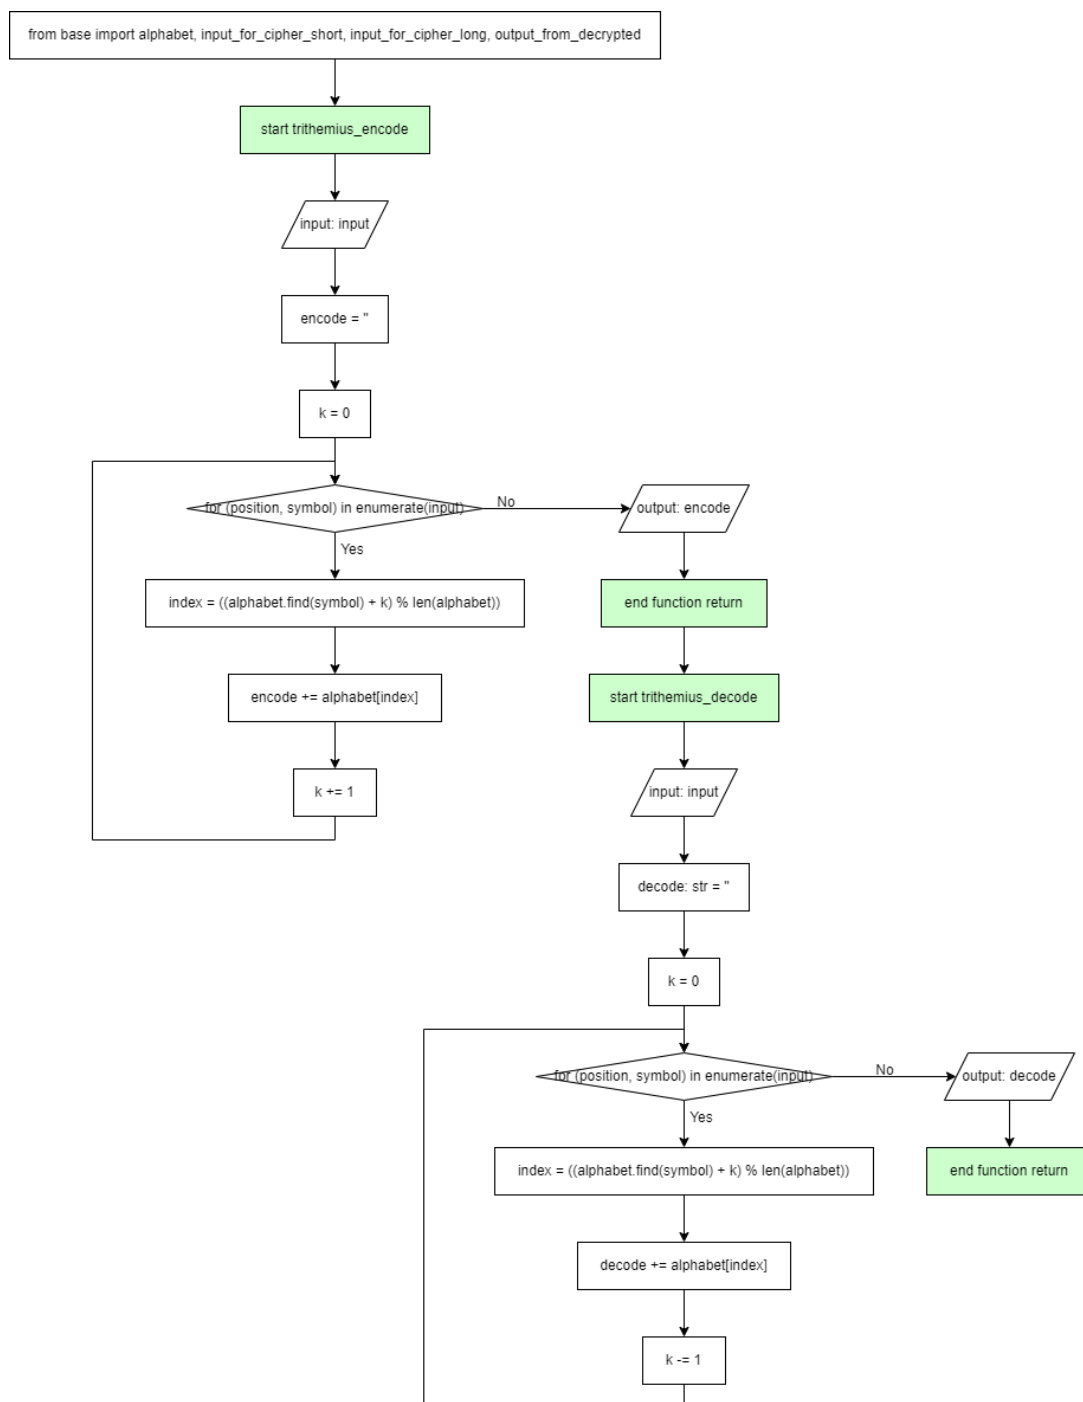 from base import alphabet, input_for_cipher_short, input_for_cipher_long, output_from_decrypted
start trithemius_encode
input: input
encode = ''
k = 0
for (position, symbol) in enumerate(input)
No
output: encode
Yes
index = ((alphabet.find(symbol) + k) % len(alphabet))
end function return
encode += alphabet[index]
start trithemius_decode
k += 1
input: input
decode: str = ''
k = 0
for (position, symbol) in enumerate(input)
No
output: decode
Yes
index = ((alphabet.find(symbol) + k) % len(alphabet))
end function return
decode += alphabet[index]
k -= 1